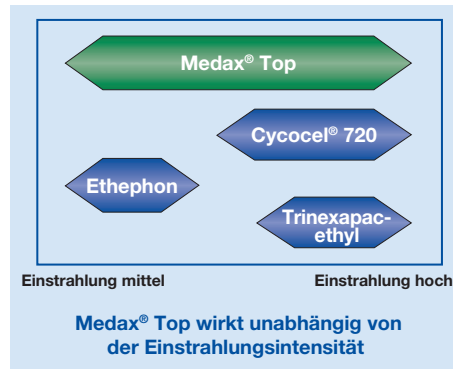 Medax® Top
Cycocel® 720
Ethephon
Trinexapac-
ethyl
Einstrahlung mittel
Einstrahlung hoch
Medax® Top wirkt unabhängig von
der Einstrahlungsintensität